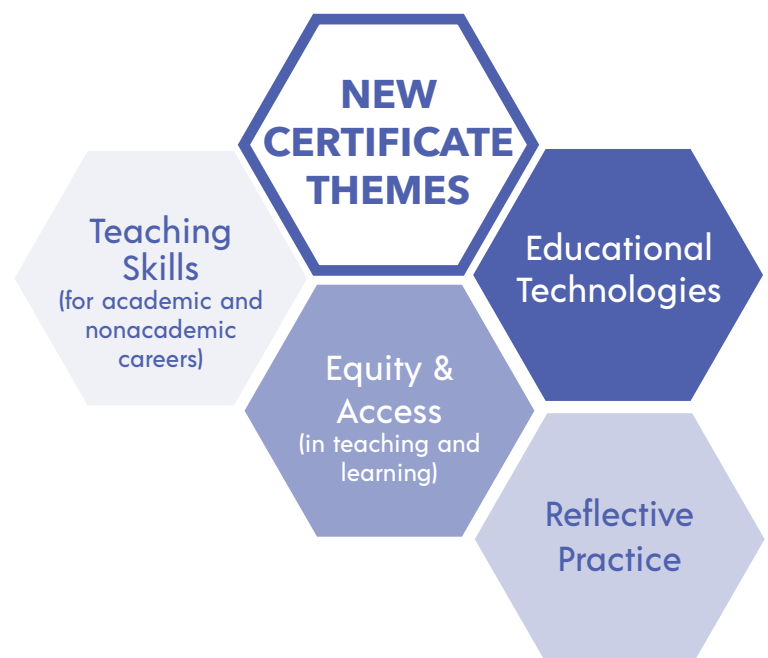 NEW
CERTIFICATE
THEMES
Teaching
Skills
(for academic and
nonacademic
careers)
Educational
Technologies
Equity &
Access
(in teaching and
learning)
Reflective
Practice